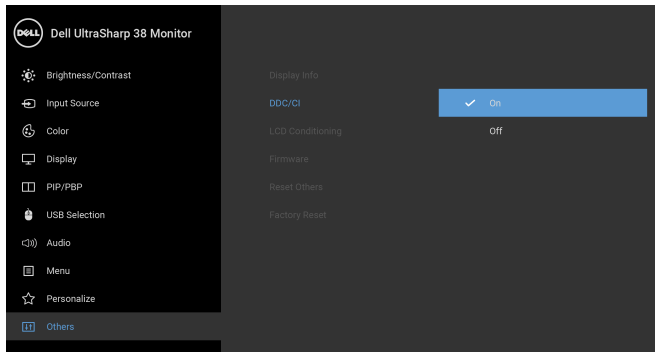 DELL Dell UltraSharp 38 Monitor
Brightness/Contrast
Input Source
Color
Display
PIP/PBP
USB Selection
Audio
Menu
Personalize
Others
Display Info
DDC/CI
LCD Conditioning
Firmware
Reset Others
Factory Reset
On
Off